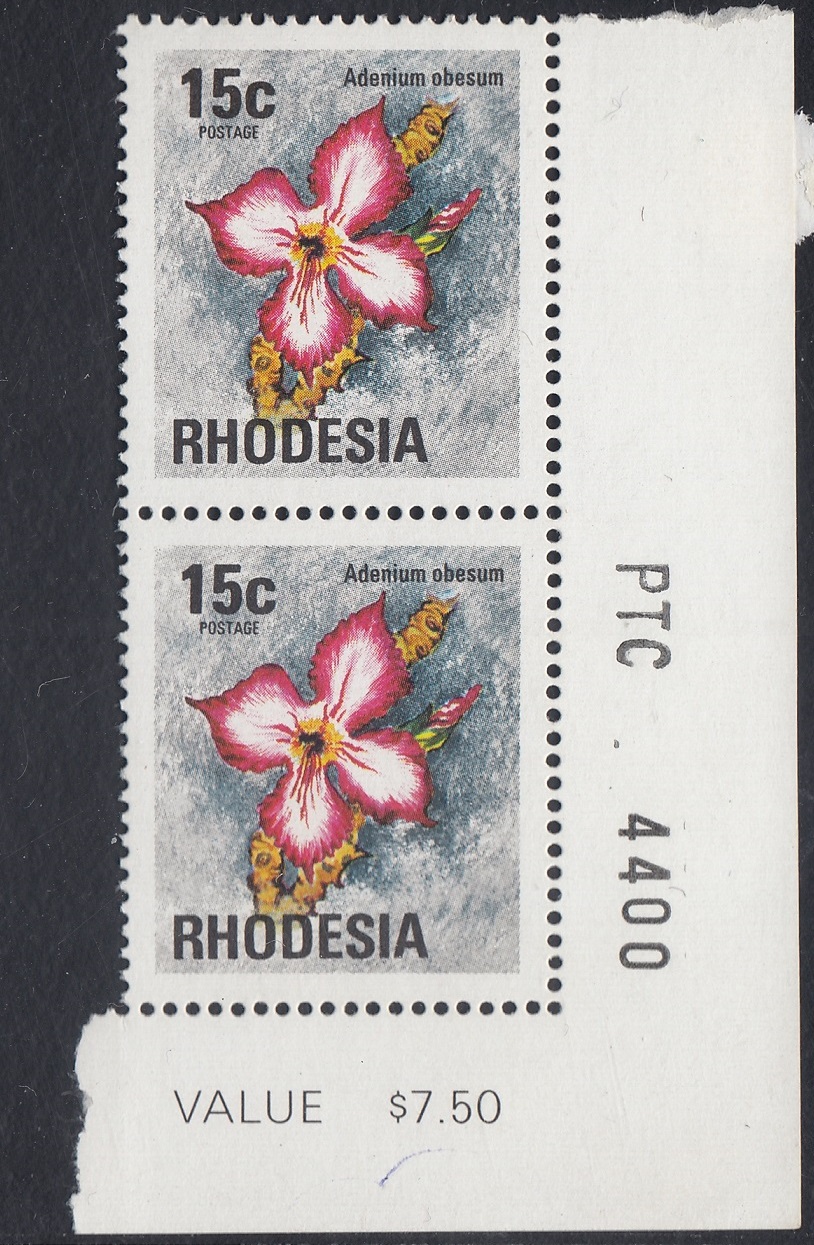 15c
Adenium obesum
POSTAGE
RHODESIA
15c
Adenium obesum
POSTAGE
RHODESIA
PTC . 4400
VALUE $7.50